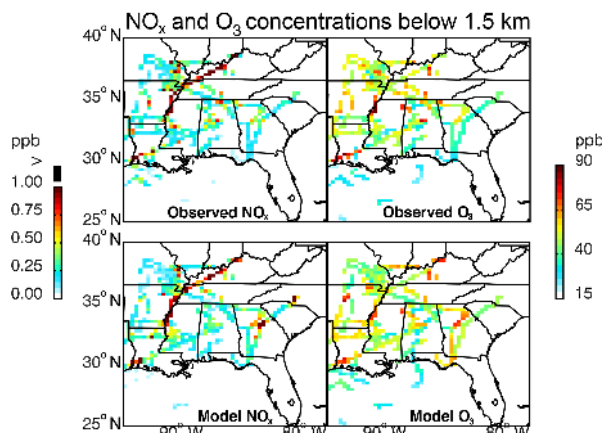 NOx and O3 concentrations below 1.5 km
40° N
35° N
30° N
25° N
Observed NOx
Observed O3
ppb
>
1.00
0.75
0.50
0.25
0.00
ppb
90
65
40
15
40° N
35° N
30° N
25° N
Model NOx
Model O3
90° W
80° W
90° W
80° W